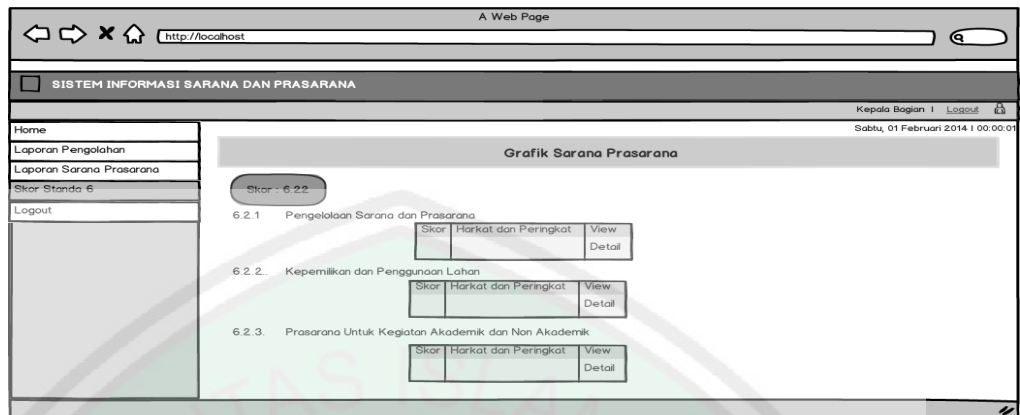 A Web Page
http://localhost
SISTEM INFORMASI SARANA DAN PRASARANA
Kepala Bagian | Logout
Sabtu, 01 Februari 2014 | 00:00:01
Home
Laporan Pengolahan
Laporan Sarana Prasarana
Skor Standa 6
Logout
Grafik Sarana Prasarana
Skor : 6.22
6.2.1 Pengelolaan Sarana dan Prasarana
Skor Harkat dan Peringkat View
Detail
6.2.2.. Kepemilikan dan Penggunaan Lahan
Skor Harkat dan Peringkat View
Detail
6.2.3. Prasarana Untuk Kegiatan Akademik dan Non Akademik
Skor Harkat dan Peringkat View
Detail